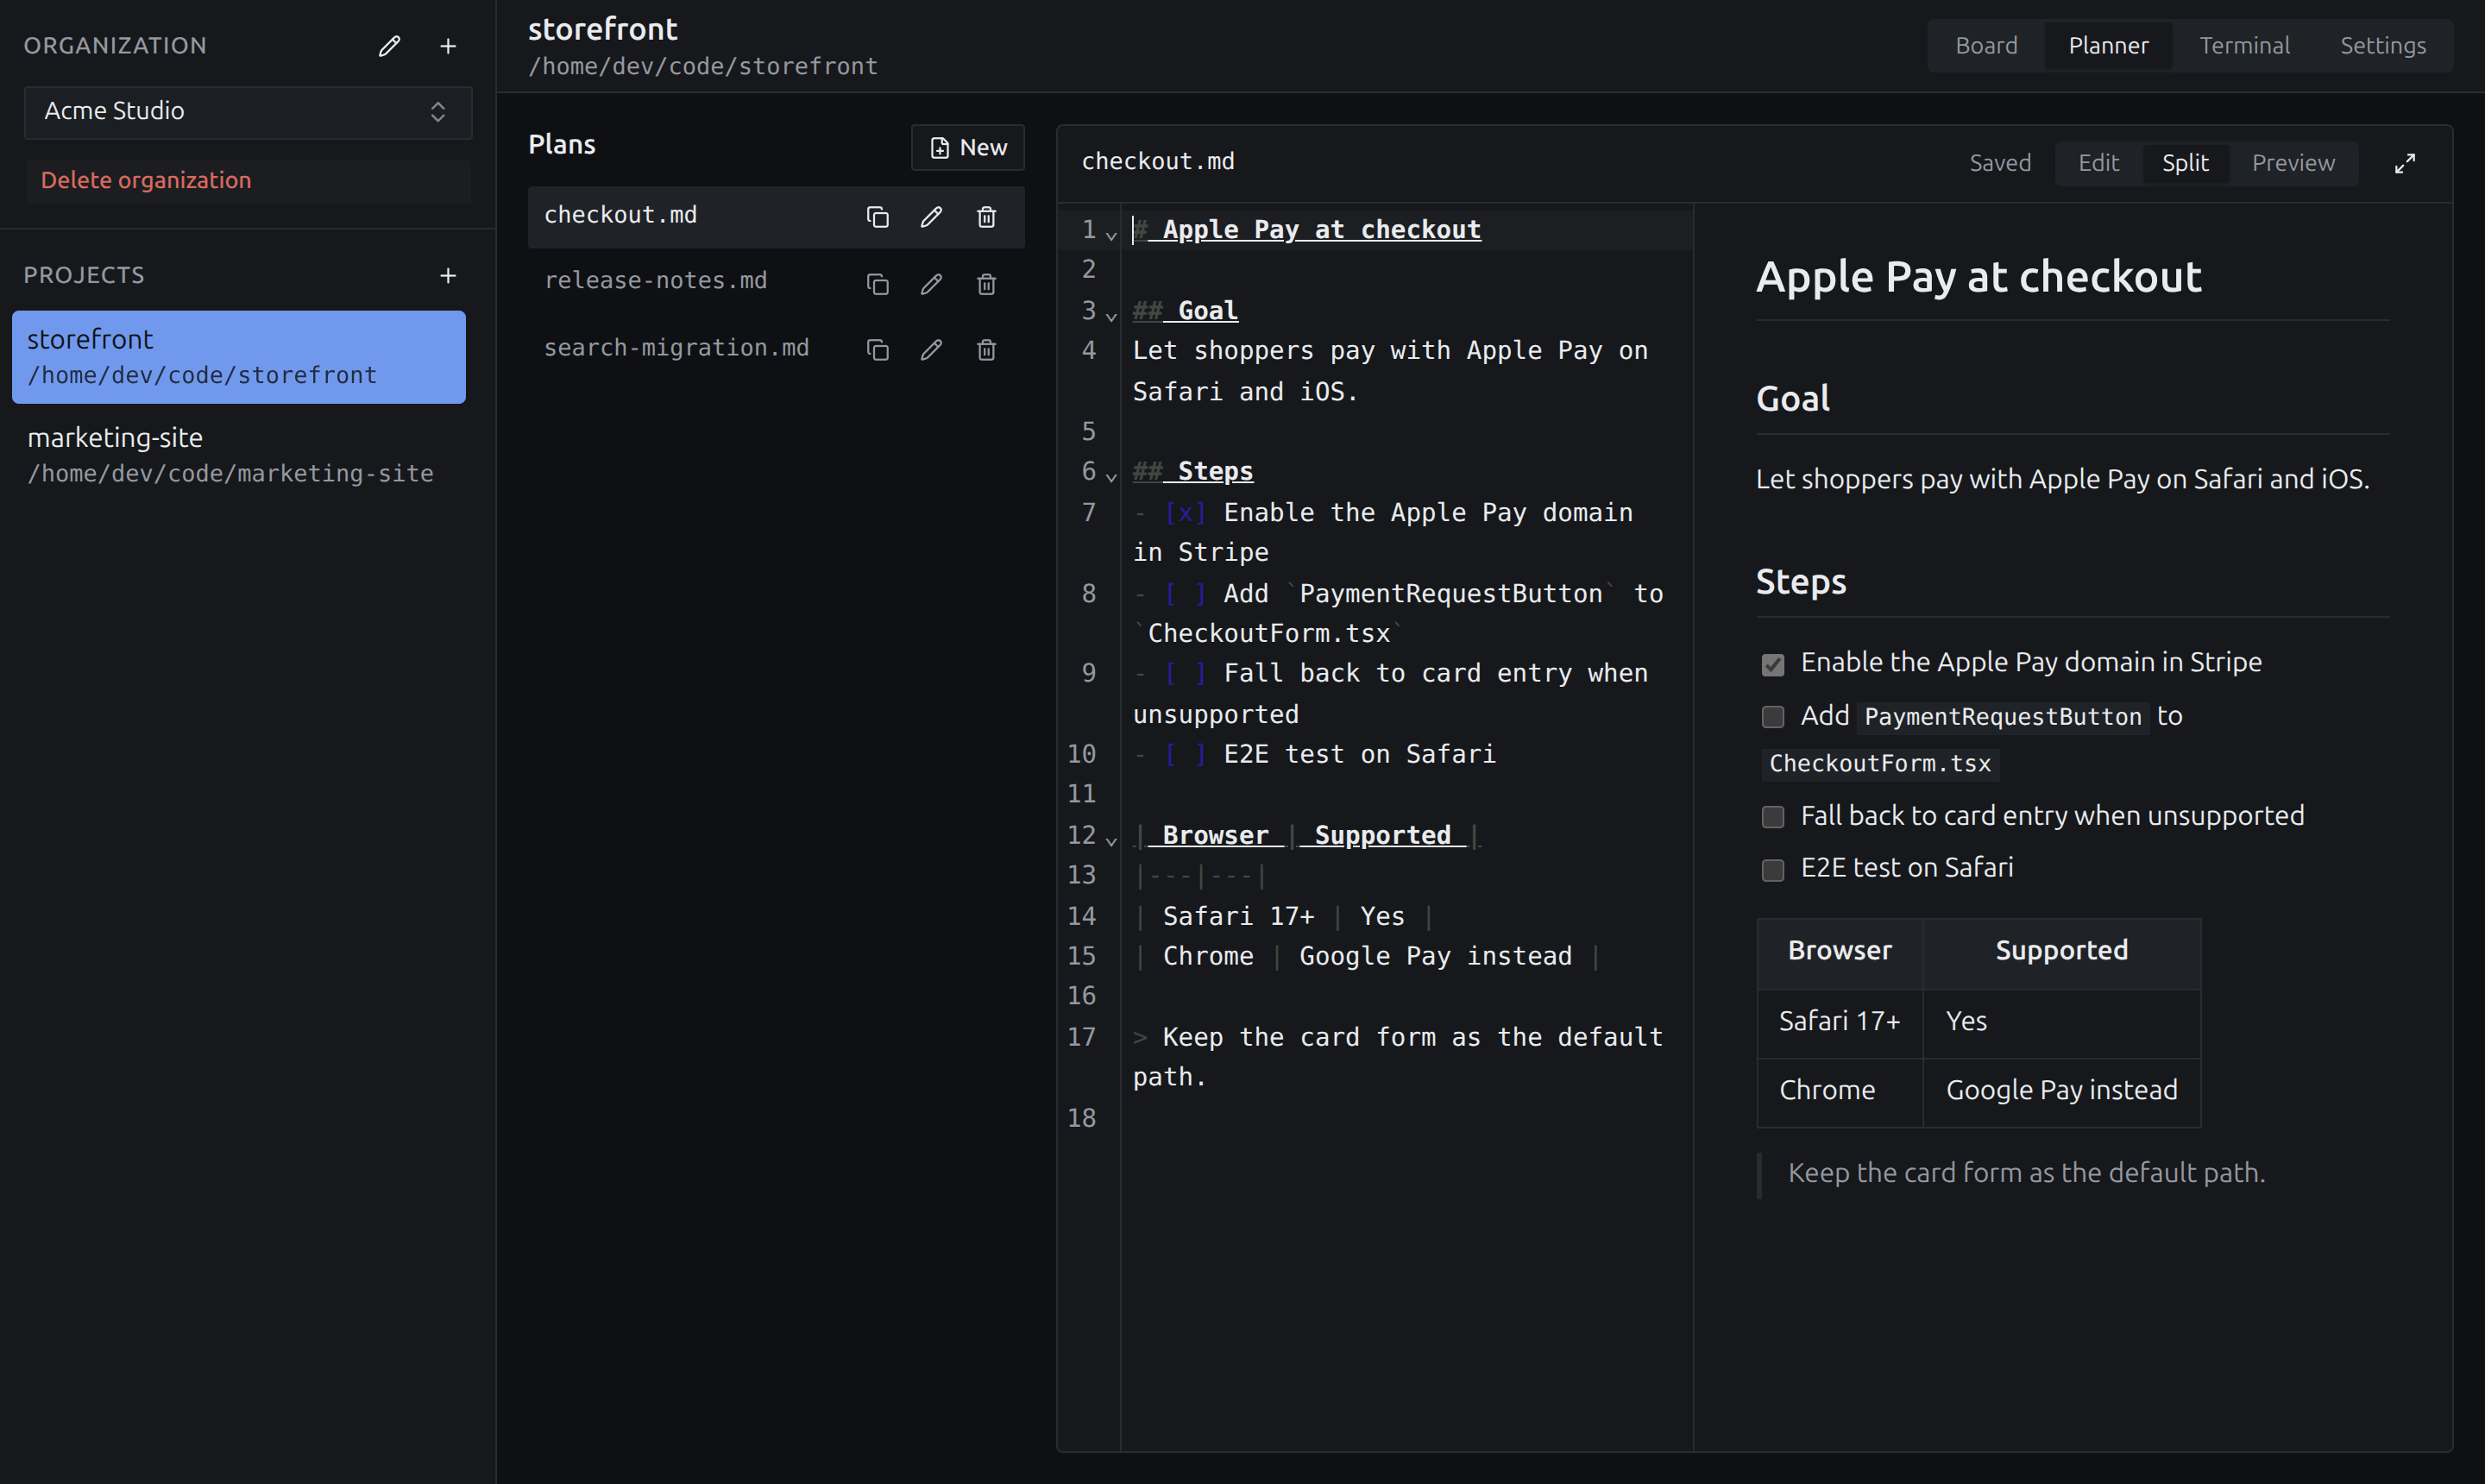 ORGANIZATION
Acme Studio
Delete organization
PROJECTS
storefront
/home/dev/code/storefront
marketing-site
/home/dev/code/marketing-site
storefront
/home/dev/code/storefront
Board Planner Terminal Settings
Plans
New
checkout.md
release-notes.md
search-migration.md
checkout.md
Saved Edit Split Preview
1 # Apple Pay at checkout
2
3 ## Goal
4 Let shoppers pay with Apple Pay on
Safari and iOS.
5
6 ## Steps
7 - [x] Enable the Apple Pay domain
in Stripe
8 - [ ] Add `PaymentRequestButton` to
`CheckoutForm.tsx`
9 - [ ] Fall back to card entry when
unsupported
10 - [ ] E2E test on Safari
11
12 | Browser | Supported |
13 |---|---|
14 | Safari 17+ | Yes |
15 | Chrome | Google Pay instead |
16
17 > Keep the card form as the default
path.
18
Apple Pay at checkout
Goal
Let shoppers pay with Apple Pay on Safari and iOS.
Steps
Enable the Apple Pay domain in Stripe
Add PaymentRequestButton to
CheckoutForm.tsx
Fall back to card entry when unsupported
E2E test on Safari
Browser Supported
Safari 17+ Yes
Chrome Google Pay instead
Keep the card form as the default path.